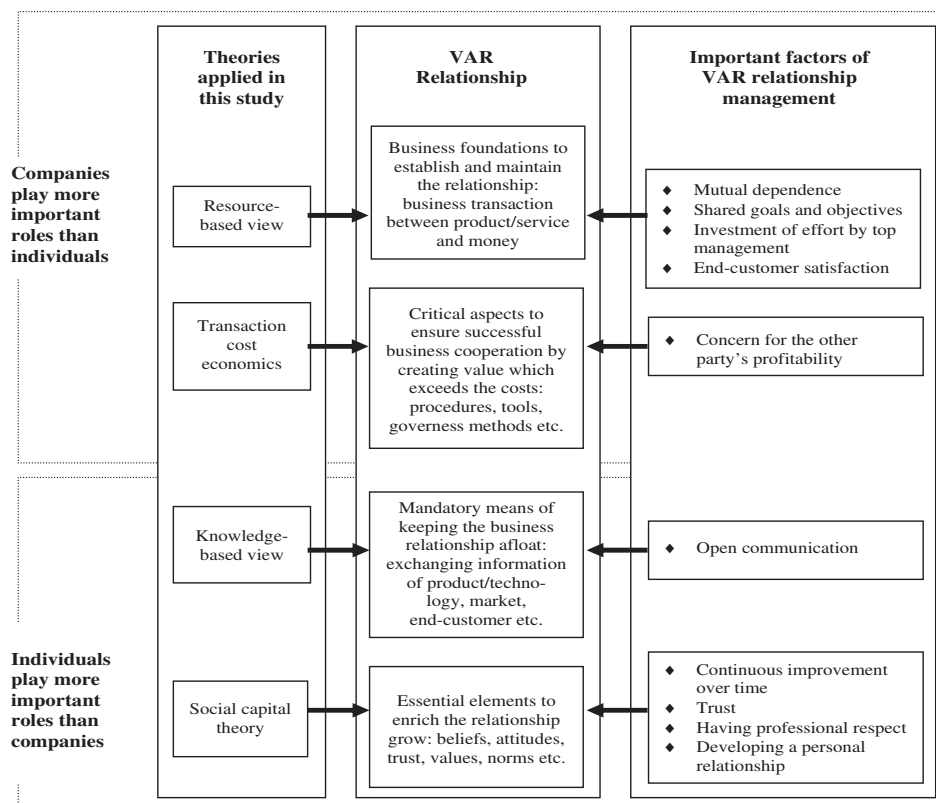 Theories
applied in
this study
VAR
Relationship
Important factors of
VAR relationship
management
Companies
play more
important
roles than
individuals
Resource-
based view
Business foundations to
establish and maintain
the relationship:
business transaction
between product/service
and money
◆ Mutual dependence
◆ Shared goals and objectives
◆ Investment of effort by top
management
◆ End-customer satisfaction
Transaction
cost
economics
Critical aspects to
ensure successful
business cooperation by
creating value which
exceeds the costs:
procedures, tools,
governess methods etc.
◆ Concern for the other
party's profitability
Knowledge-
based view
Mandatory means of
keeping the business
relationship afloat:
exchanging information
of product/techno-
logy, market,
end-customer etc.
◆ Open communication
Individuals
play more
important
roles than
companies
Social capital
theory
Essential elements to
enrich the relationship
grow: beliefs, attitudes,
trust, values, norms etc.
◆ Continuous improvement
over time
◆ Trust
◆ Having professional respect
◆ Developing a personal
relationship